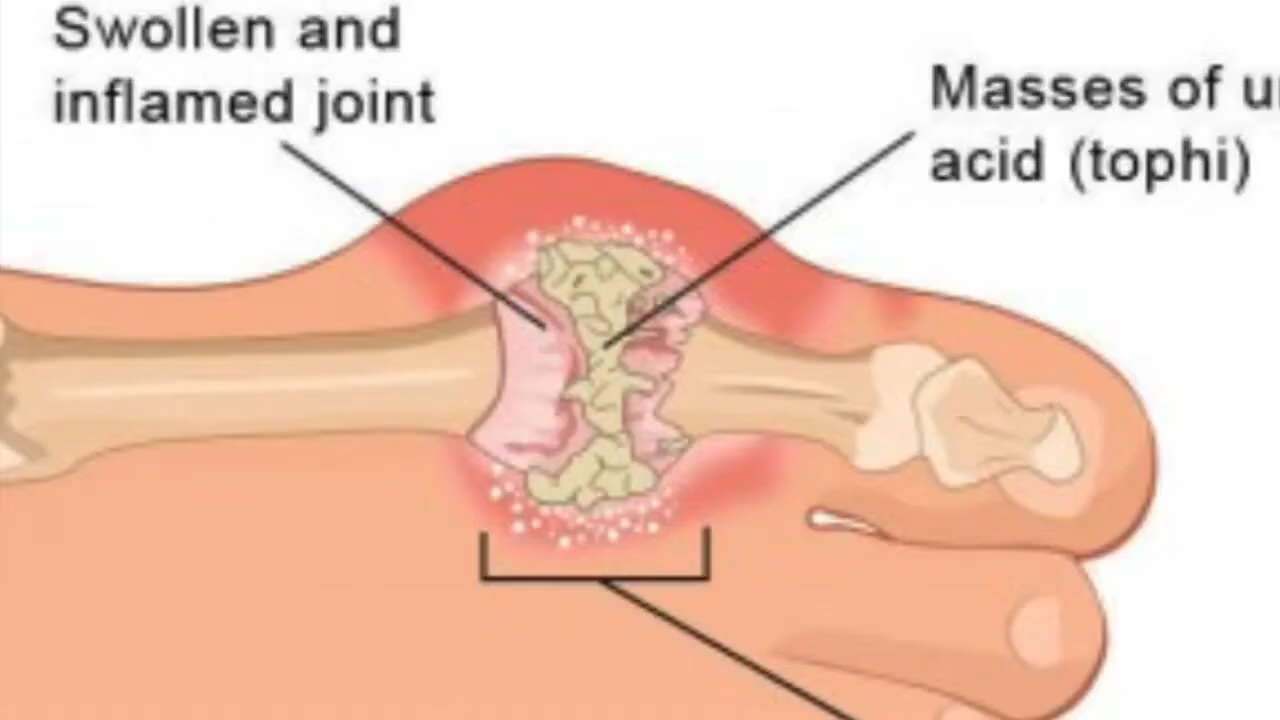 Swollen and
inflamed joint
Masses of
acid (tophi)